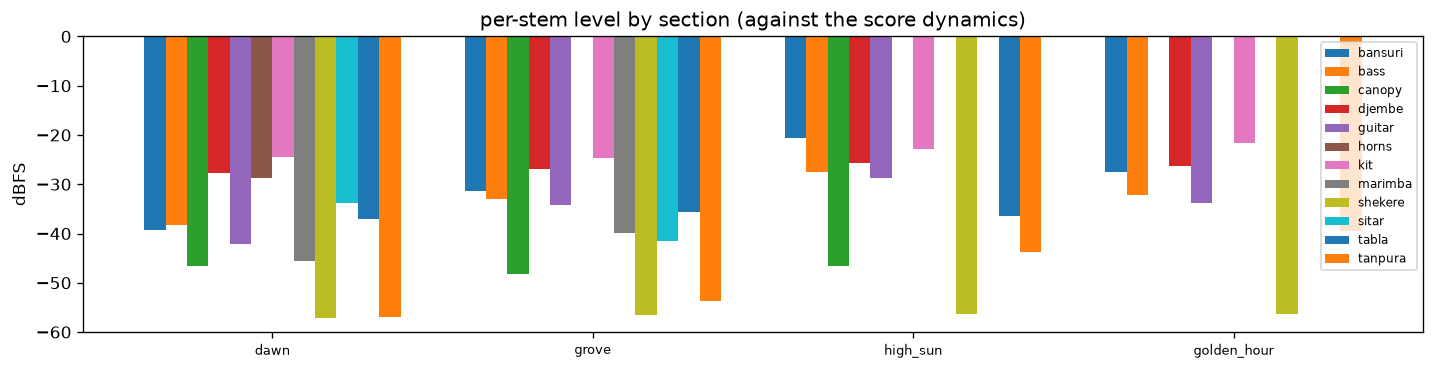 per-stem level by section (against the score dynamics)
dBFS
0
−10
−20
−30
−40
−50
−60
dawn
grove
high_sun
golden_hour
bansuri
bass
canopy
djembe
guitar
horns
kit
marimba
shekere
sitar
tabla
tanpura